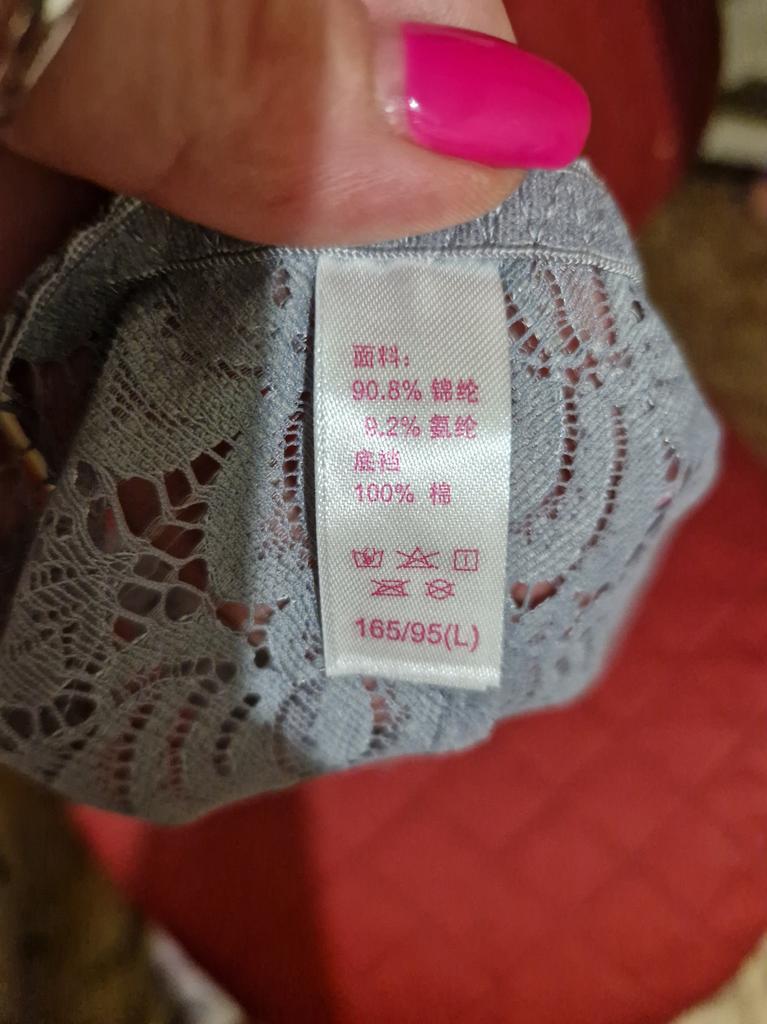 面料：
90.8% 锦纶
9.2% 氨纶
底裆
100% 棉
165/95(L)